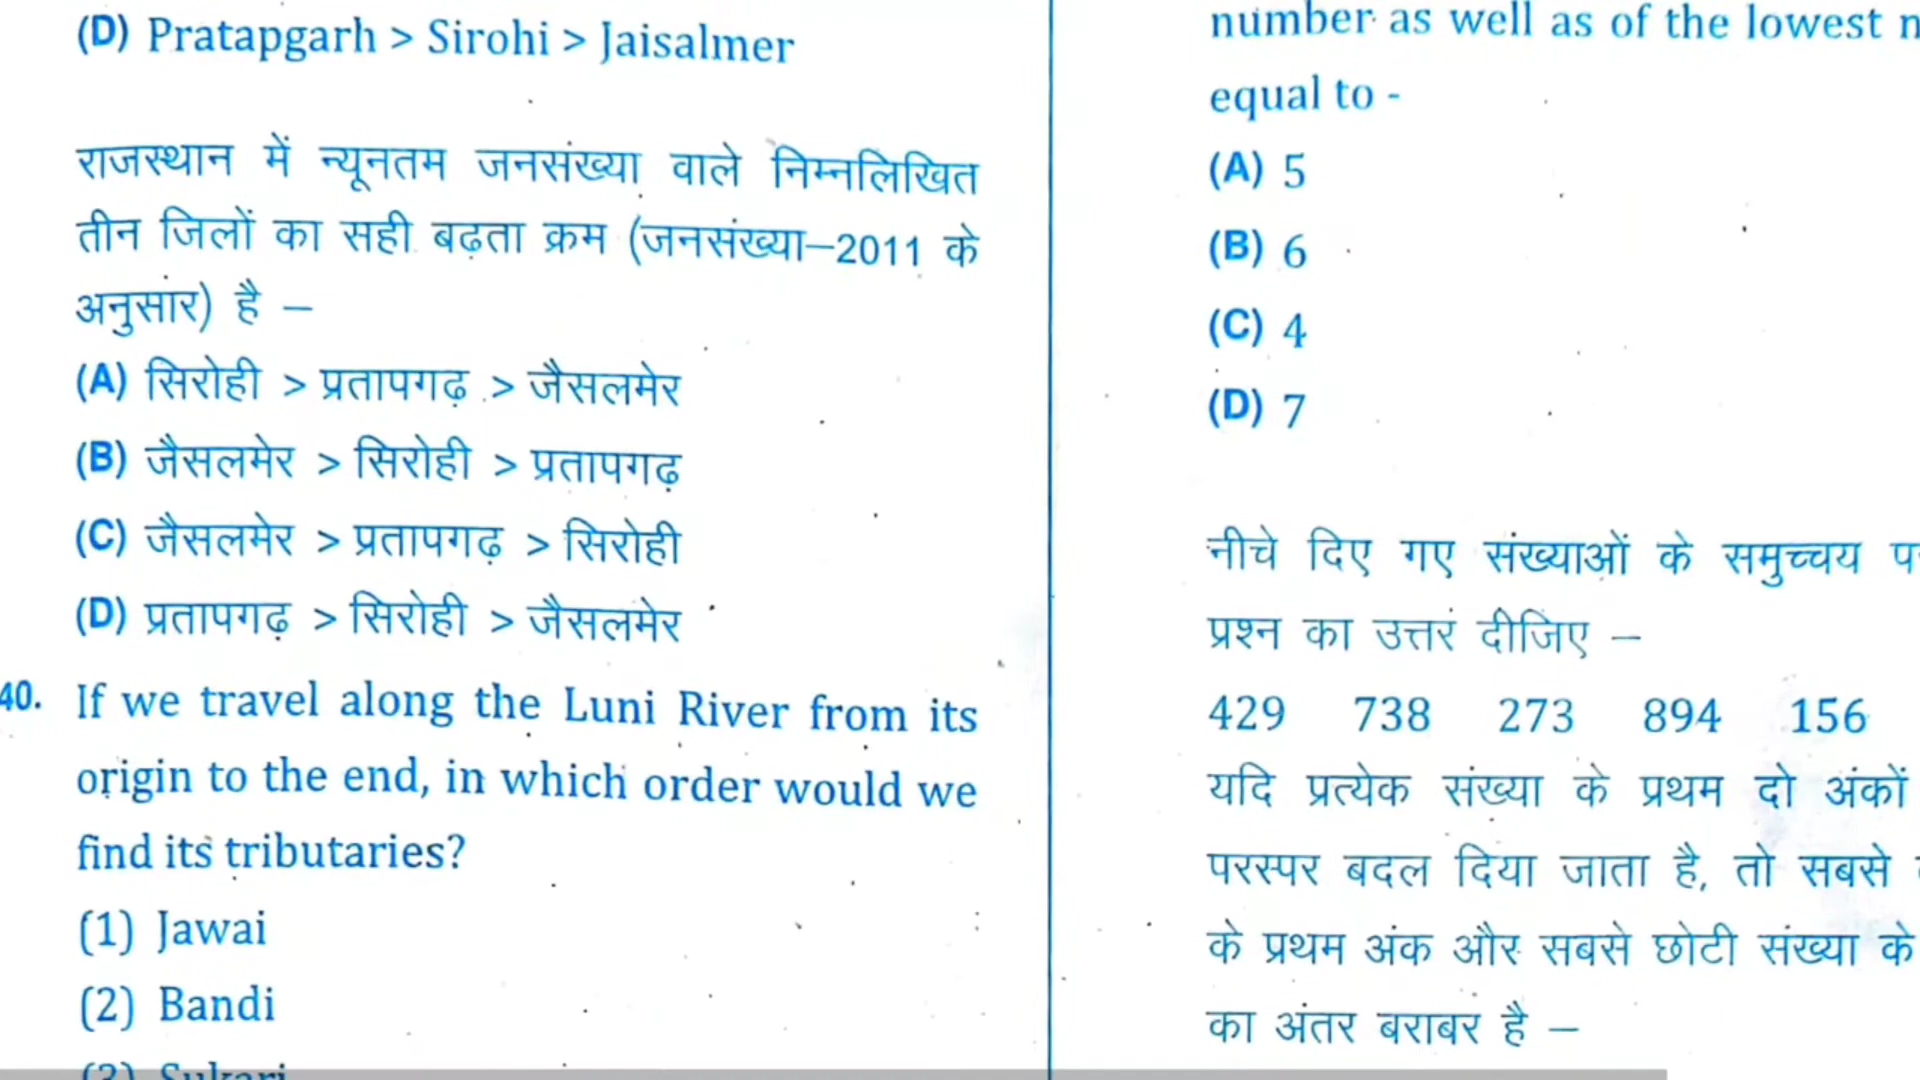 (D) Pratapgarh > Sirohi > Jaisalmer
राजस्थान में न्यूनतम जनसंख्या वाले निम्नलिखित
तीन जिलों का सही बढ़ता क्रम (जनसंख्या–2011 के
अनुसार) है –
(A) सिरोही > प्रतापगढ़ > जैसलमेर
(B) जैसलमेर > सिरोही > प्रतापगढ़
(C) जैसलमेर > प्रतापगढ़ > सिरोही
(D) प्रतापगढ़ > सिरोही > जैसलमेर
40. If we travel along the Luni River from its
origin to the end, in which order would we
find its tributaries?
(1) Jawai
(2) Bandi
(3) Sukari
number as well as of the lowest
equal to -
(A) 5
(B) 6
(C) 4
(D) 7
नीचे दिए गए संख्याओं के समुच्चय
प्रश्न का उत्तर दीजिए –
429 738 273 894 156
यदि प्रत्येक संख्या के प्रथम दो अंकों
परस्पर बदल दिया जाता है, तो सबसे
के प्रथम अंक और सबसे छोटी संख्या के
का अंतर बराबर है –